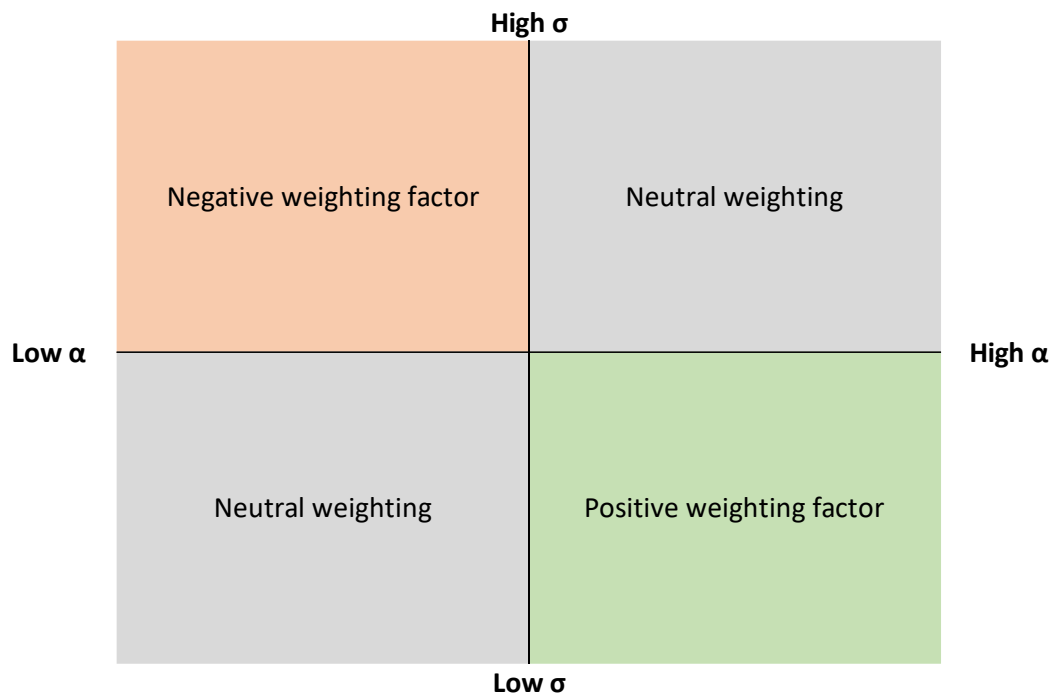 High σ
Negative weighting factor
Neutral weighting
Low α
High α
Neutral weighting
Positive weighting factor
Low σ